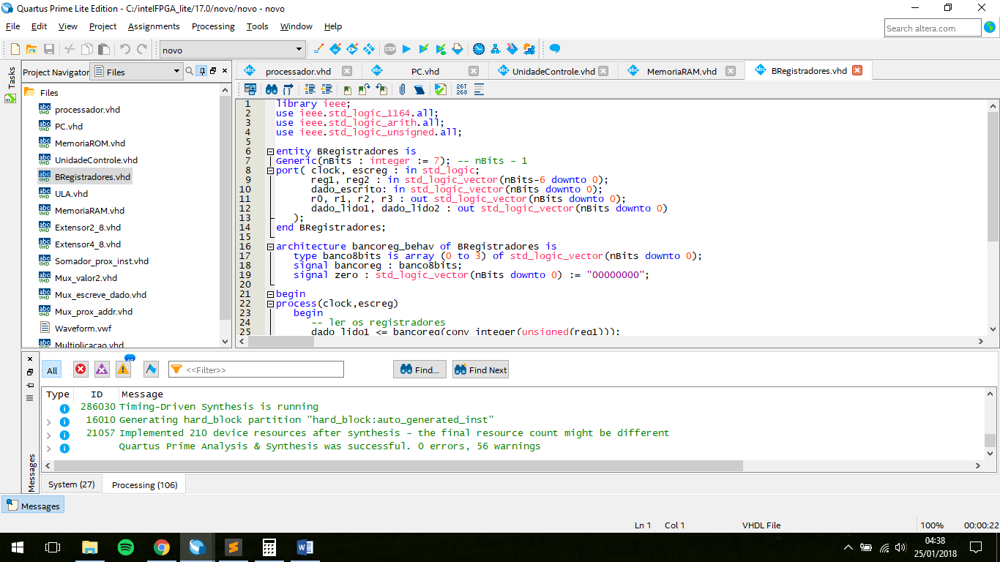 Quartus Prime Lite Edition - C:/intelFPGA_lite/17.0/novo/novo - novo
File Edit View Project Assignments Processing Tools Window Help
Search altera.com
novo
STOP
Tasks
Project Navigator Files
Files
processador.vhd
PC.vhd
MemoriaROM.vhd
UnidadeControle.vhd
BRegistradores.vhd
ULA.vhd
MemoriaRAM.vhd
Extensor2_8.vhd
Extensor4_8.vhd
Somador_prox_inst.vhd
Mux_valor2.vhd
Mux_escreve_dado.vhd
Mux_prox_addr.vhd
Waveform.vwf
Multiplicacao.vhd
processador.vhd PC.vhd UnidadeControle.vhd MemoriaRAM.vhd BRegistradores.vhd
267
268
1 library ieee;
2 use ieee.std_logic_1164.all;
3 use ieee.std_logic_arith.all;
4 use ieee.std_logic_unsigned.all;
5
6 entity BRegistradores is
7 Generic(nBits : integer := 7); -- nBits - 1
8 port( clock, escreg : in std_logic;
9 reg1, reg2 : in std_logic_vector(nBits-6 downto 0);
10 dado_escrito: in std_logic_vector(nBits downto 0);
11 r0, r1, r2, r3 : out std_logic_vector(nBits downto 0);
12 dado_lido1, dado_lido2 : out std_logic_vector(nBits downto 0)
13 );
14 end BRegistradores;
15
16 architecture bancoreg_behav of BRegistradores is
17 type banco8bits is array (0 to 3) of std_logic_vector(nBits downto 0);
18 signal bancoreg : banco8bits;
19 signal zero : std_logic_vector(nBits downto 0) := "00000000";
20
21 begin
22 process(clock,escreg)
23 begin
24 -- ler os registradores
25 dado_lido1 <= bancoreg(conv_integer(unsigned(reg1)));
All <<Filter>> Find... Find Next
Type ID Message
286030 Timing-Driven Synthesis is running
16010 Generating hard_block partition "hard_block:auto_generated_inst"
21057 Implemented 210 device resources after synthesis - the final resource count might be different
Quartus Prime Analysis & Synthesis was successful. 0 errors, 56 warnings
Messages
System (27) Processing (106)
Messages
Ln 1 Col 1 VHDL File 100% 00:00:22
04:38
25/01/2018